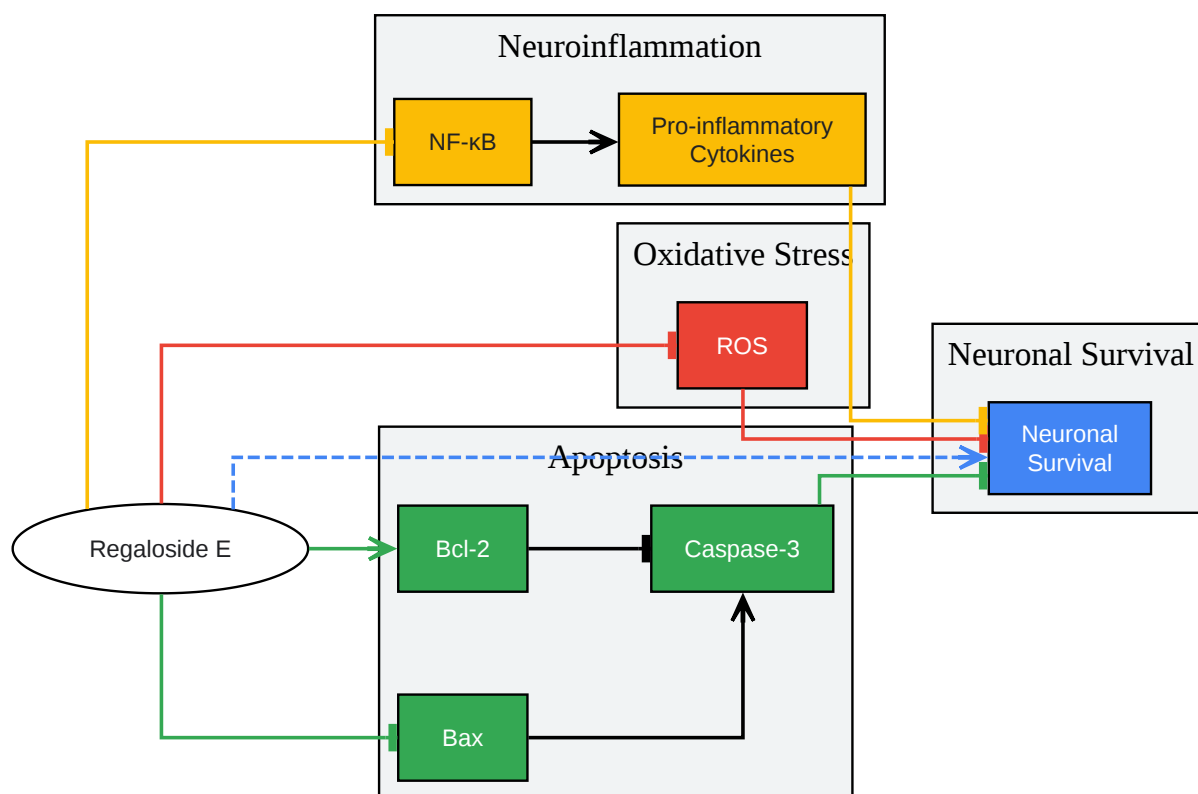 Neuroinflammation
NF-κB
Pro-inflammatory
Cytokines
Oxidative Stress
ROS
Neuronal Survival
Neuronal
Survival
Apoptosis
Regaloside E
Bcl-2
Caspase-3
Bax